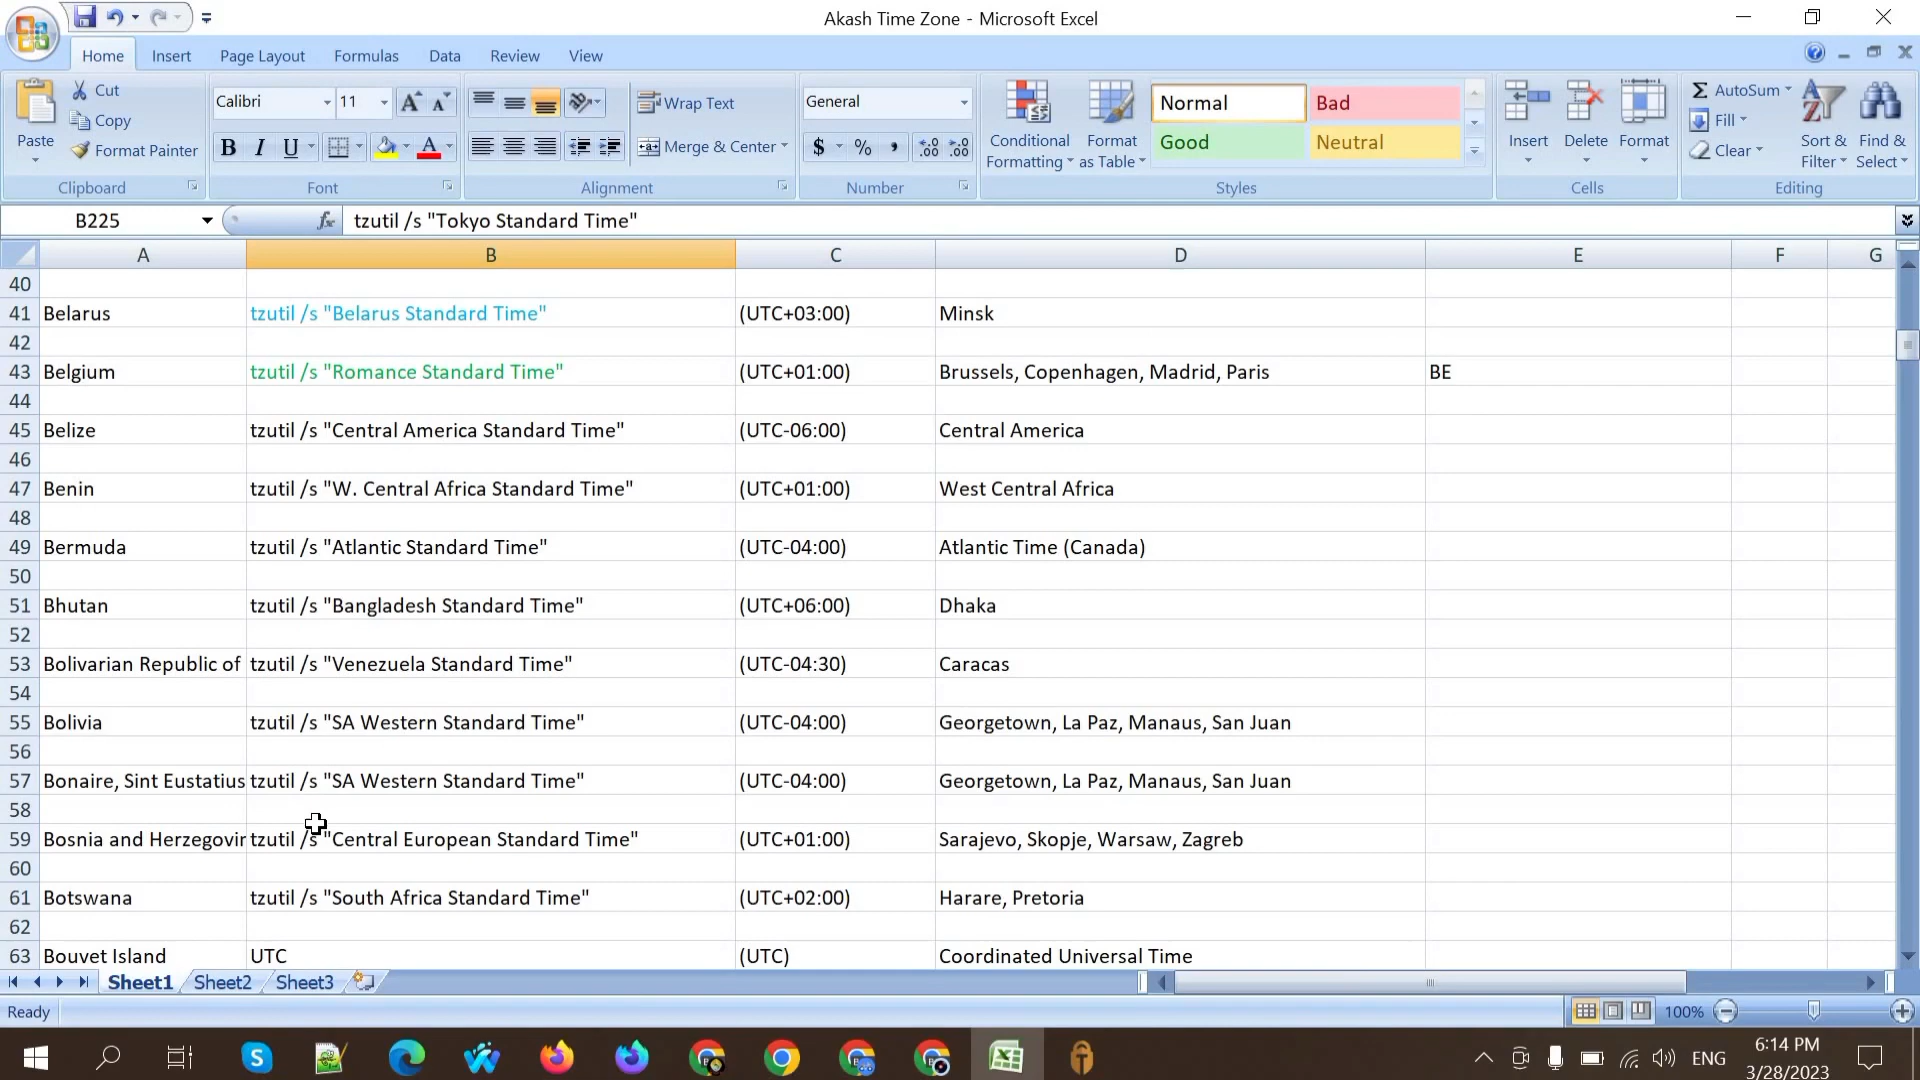 Akash Time Zone - Microsoft Excel
Home Insert Page Layout Formulas Data Review View
Cut
Calibri 11
Wrap Text
General
Normal Bad
AutoSum
Copy
Fill
Paste
Format Painter
B I U
Merge & Center
$ % ,
Conditional Formatting
Format as Table
Good Neutral
Insert Delete Format
Clear
Sort & Filter
Find & Select
Clipboard Font Alignment Number Styles Cells Editing
B225 fx tzutil /s "Tokyo Standard Time"
A B C D E F G
40
41 Belarus tzutil /s "Belarus Standard Time" (UTC+03:00) Minsk
42
43 Belgium tzutil /s "Romance Standard Time" (UTC+01:00) Brussels, Copenhagen, Madrid, Paris BE
44
45 Belize tzutil /s "Central America Standard Time" (UTC-06:00) Central America
46
47 Benin tzutil /s "W. Central Africa Standard Time" (UTC+01:00) West Central Africa
48
49 Bermuda tzutil /s "Atlantic Standard Time" (UTC-04:00) Atlantic Time (Canada)
50
51 Bhutan tzutil /s "Bangladesh Standard Time" (UTC+06:00) Dhaka
52
53 Bolivarian Republic of tzutil /s "Venezuela Standard Time" (UTC-04:30) Caracas
54
55 Bolivia tzutil /s "SA Western Standard Time" (UTC-04:00) Georgetown, La Paz, Manaus, San Juan
56
57 Bonaire, Sint Eustatius tzutil /s "SA Western Standard Time" (UTC-04:00) Georgetown, La Paz, Manaus, San Juan
58
59 Bosnia and Herzegovir tzutil /s "Central European Standard Time" (UTC+01:00) Sarajevo, Skopje, Warsaw, Zagreb
60
61 Botswana tzutil /s "South Africa Standard Time" (UTC+02:00) Harare, Pretoria
62
63 Bouvet Island UTC (UTC) Coordinated Universal Time
Sheet1 Sheet2 Sheet3
Ready 100%
ENG
6:14 PM
3/28/2023